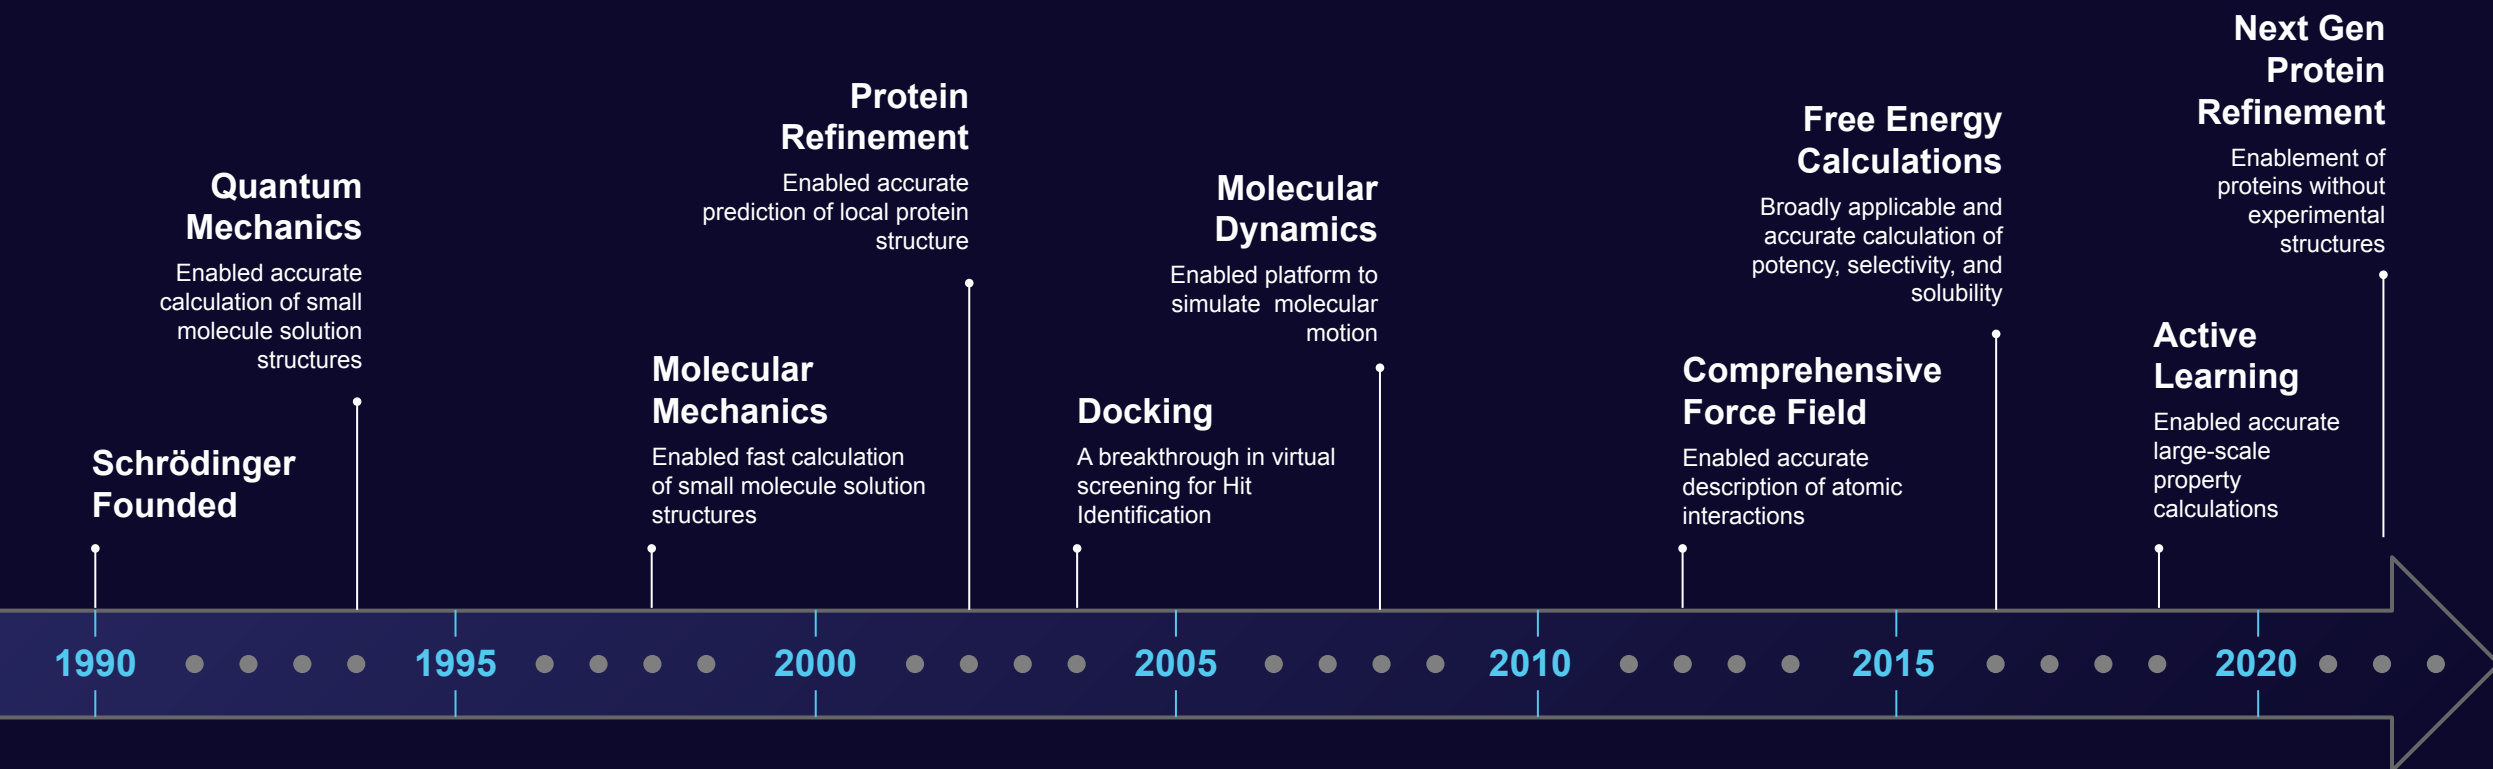 Schrödinger
Founded
Quantum
Mechanics
Enabled accurate
calculation of small
molecule solution
structures
Molecular
Mechanics
Enabled fast calculation
of small molecule solution
structures
Protein
Refinement
Enabled accurate
prediction of local protein
structure
Docking
A breakthrough in virtual
screening for Hit
Identification
Molecular
Dynamics
Enabled platform to
simulate  molecular
motion
Comprehensive
Force Field
Enabled accurate
description of atomic
interactions
Free Energy
Calculations
Broadly applicable and
accurate calculation of
potency, selectivity, and
solubility
Active
Learning
Enabled accurate
large-scale
property
calculations
Next Gen
Protein
Refinement
Enablement of
proteins without
experimental
structures
1990
1995
2000
2005
2010
2015
2020